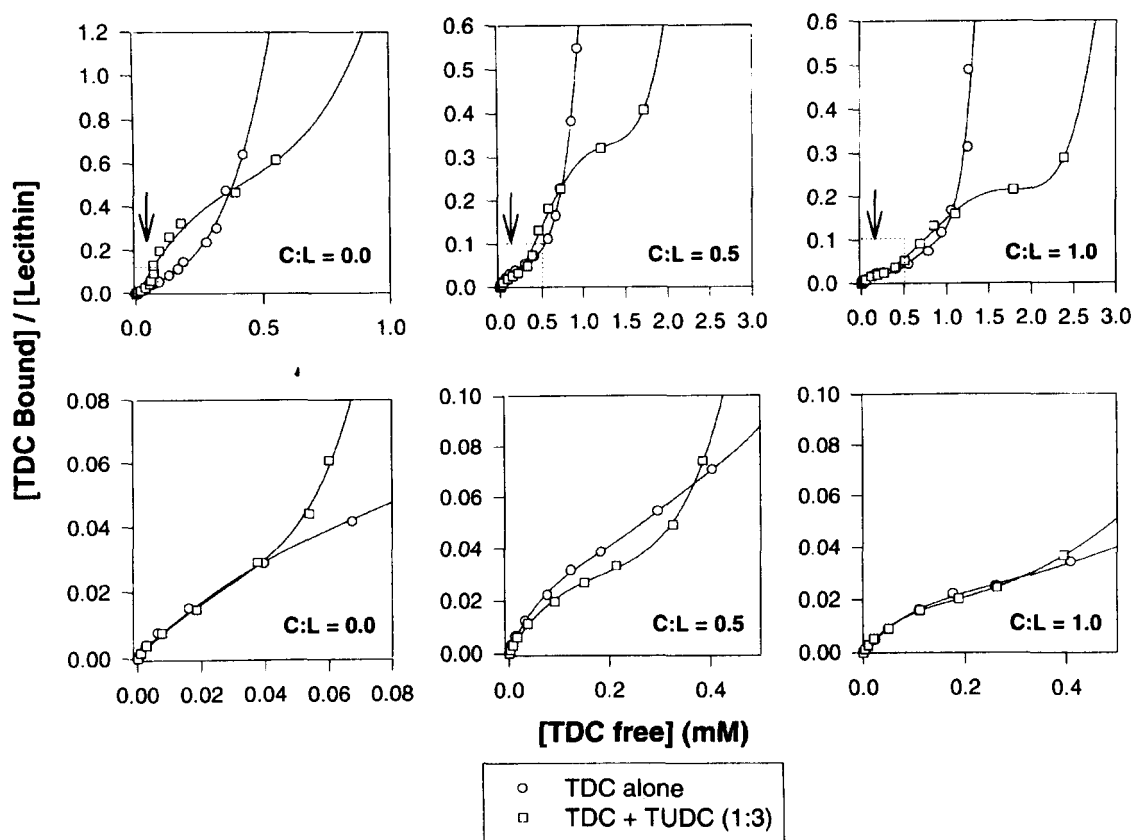 [TDC Bound] / [Lecithin]
1.2
1.0
0.8
0.6
0.4
0.2
0.0
C:L = 0.0
0.0 0.5 1.0
0.6
0.5
0.4
0.3
0.2
0.1
0.0
C:L = 0.5
0.0 0.5 1.0 1.5 2.0 2.5 3.0
0.6
0.5
0.4
0.3
0.2
0.1
0.0
C:L = 1.0
0.0 0.5 1.0 1.5 2.0 2.5 3.0
0.08
0.06
0.04
0.02
0.00
C:L = 0.0
0.00 0.02 0.04 0.06 0.08
0.10
0.08
0.06
0.04
0.02
0.00
C:L = 0.5
0.0 0.2 0.4
0.10
0.08
0.06
0.04
0.02
0.00
C:L = 1.0
0.0 0.2 0.4
[TDC free] (mM)
TDC alone
TDC + TUDC (1:3)